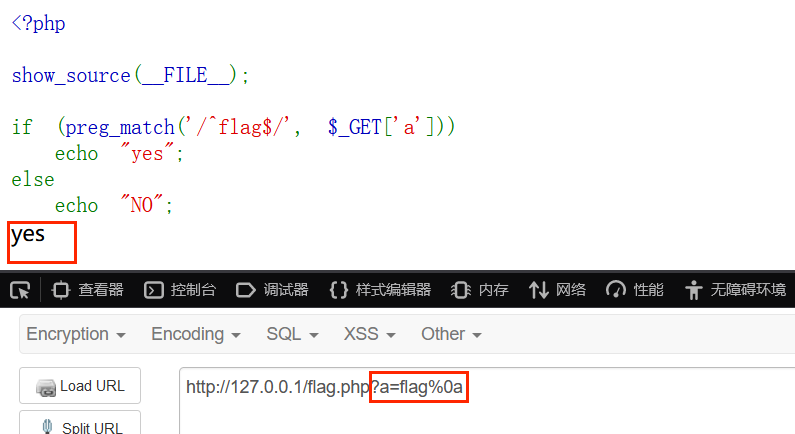 <?php
show_source(__FILE__);
if (preg_match('/^flag$/', $_GET['a']))
echo "yes";
else
echo "NO";
yes
查看器 控制台 调试器 样式编辑器 内存 网络 性能 无障碍环境
Encryption Encoding SQL XSS Other
Load URL http://127.0.0.1/flag.php?a=flag%0a
Split URL